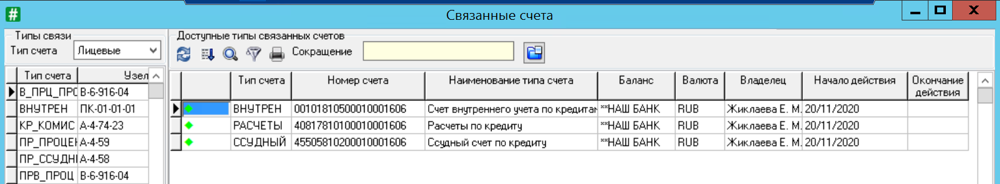 Связанные счета
Типы связи
Тип счета Лицевые
Тип счета Узел
В_ПРЦ_ПРС В-6-916-04
ВНУТРЕН ПК-01-01-01
КР_КОМИС А-4-74-23
ПР_ПРОЦЕН А-4-59
ПР_ССУДН А-4-58
ПРВ_ПРОЦ В-6-916-04
Доступные типы связанных счетов
Сокращение
Тип счета Номер счета Наименование типа счета Баланс Валюта Владелец Начало действия Окончание действия
ВНУТРЕН 00101810500010001606 Счет внутреннего учета по кредитам **НАШ БАНК RUB Жиклаева Е. М. 20/11/2020
РАСЧЕТЫ 40817810100010001606 Расчеты по кредиту **НАШ БАНК RUB Жиклаева Е. М. 20/11/2020
ССУДНЫЙ 45505810200010001606 Ссудный счет по кредиту **НАШ БАНК RUB Жиклаева Е. М. 20/11/2020